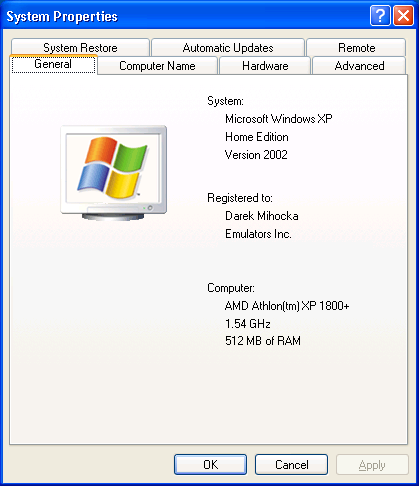 System Properties
System Restore
Automatic Updates
Remote
General
Computer Name
Hardware
Advanced
System:
Microsoft Windows XP
Home Edition
Version 2002
Registered to:
Darek Mihocka
Emulators Inc.
Computer:
AMD Athlon(tm) XP 1800+
1.54 GHz
512 MB of RAM
OK
Cancel
Apply